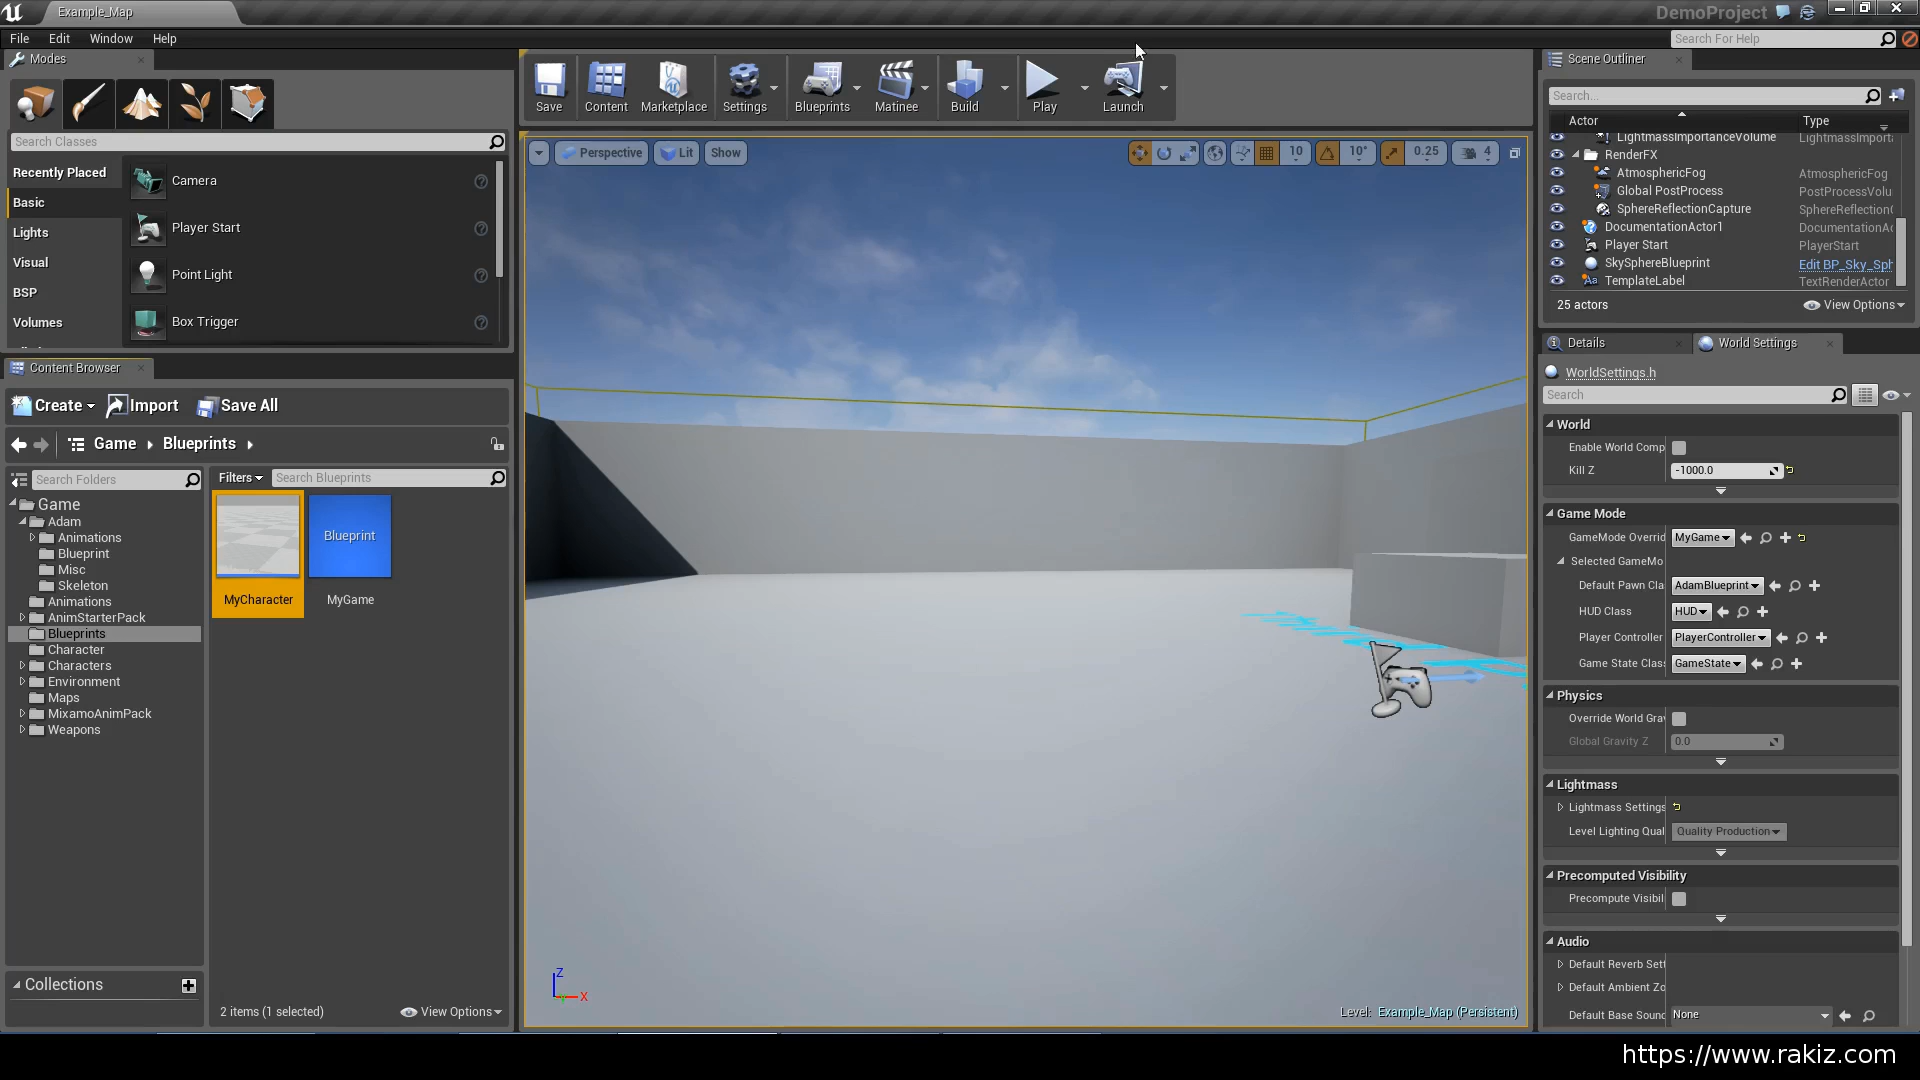 Example_Map
DemoProject
File Edit Window Help
Search For Help
Modes
Search Classes
Recently Placed
Basic
Lights
Visual
BSP
Volumes
Camera
Player Start
Point Light
Box Trigger
Content Browser
Create Import Save All
Game Blueprints
Search Folders
Game
Adam
Animations
Blueprint
Misc
Skeleton
Animations
AnimStarterPack
Blueprints
Character
Characters
Environment
Maps
MixamoAnimPack
Weapons
Collections
Filters Search Blueprints
Blueprint
MyCharacter MyGame
2 items (1 selected) View Options
Save Content Marketplace Settings Blueprints Matinee Build Play Launch
Perspective Lit Show
10 10° 0.25 4
Z
X
Level: Example_Map (Persistent)
Scene Outliner
Search...
Actor Type
LightmassImportanceVolume LightmassImport
RenderFX
AtmosphericFog AtmosphericFog
Global PostProcess PostProcessVolu
SphereReflectionCapture SphereReflection
DocumentationActor1 DocumentationA
Player Start PlayerStart
SkySphereBlueprint Edit BP_Sky_Sph
TemplateLabel TextRenderActor
25 actors View Options
Details World Settings
WorldSettings.h
Search
World
Enable World Comp
Kill Z -1000.0
Game Mode
GameMode Overrid MyGame
Selected GameMo
Default Pawn Cla AdamBlueprint
HUD Class HUD
Player Controller PlayerController
Game State Clas GameState
Physics
Override World Gra
Global Gravity Z 0.0
Lightmass
Lightmass Settings
Level Lighting Qual Quality Production
Precomputed Visibility
Precompute Visibil
Audio
Default Reverb Sett
Default Ambient Zo
Default Base Sound None
https://www.rakiz.com